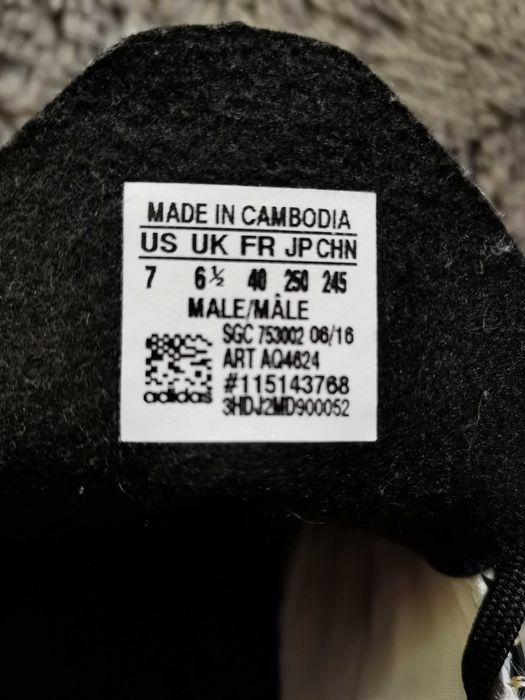 MADE IN CAMBODIA
US UK FR JP CHN
7 6½ 40 250 245
MALE/MÂLE
SGC 753002 06/16
ART AQ4624
#115143768
adidas 3HDJ2MD900052